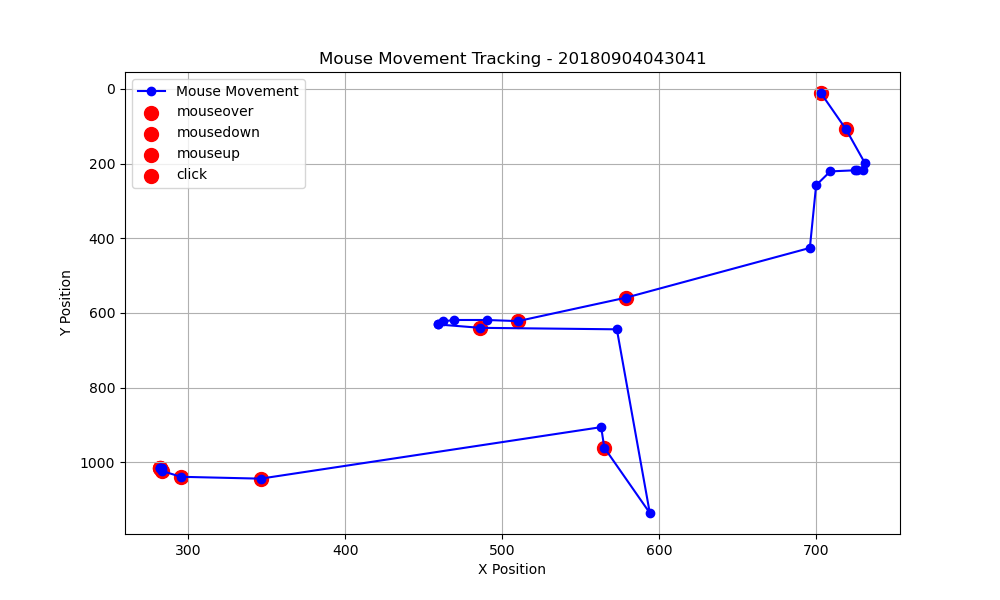 Mouse Movement Tracking - 20180904043041
Mouse Movement
mouseover
mousedown
mouseup
click
0
200
400
600
800
1000
Y Position
300 400 500 600 700
X Position